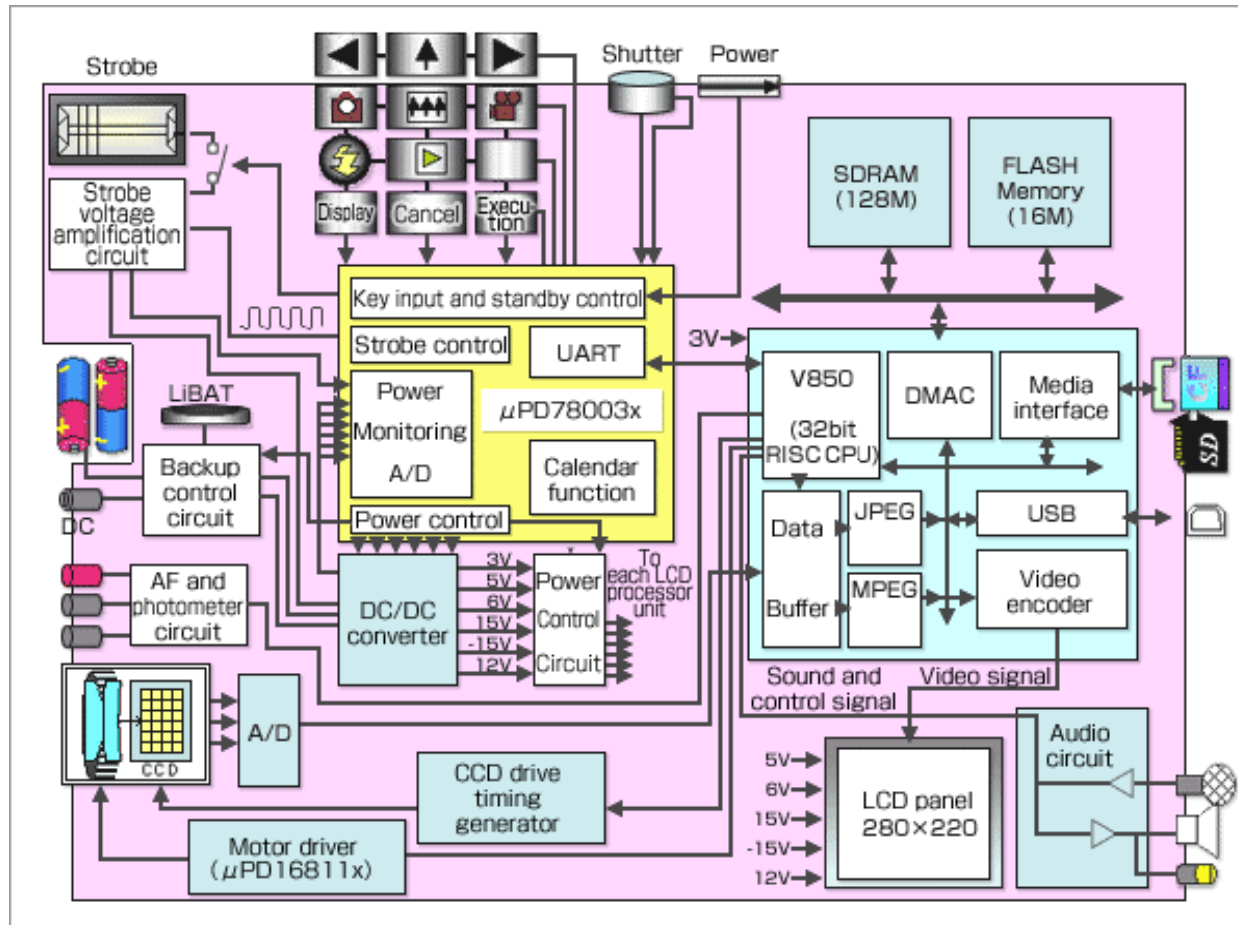 Strobe
Shutter
Power
Display
Cancel
Execu-
tion
Strobe
voltage
amplification
circuit
SDRAM
(128M)
FLASH
Memory
(16M)
Key input and standby control
Strobe control
UART
Power
Monitoring
A/D
μPD78003x
Calendar
function
Power control
3V
V850
(32bit
RISC CPU)
DMAC
Media
interface
CF
SD
LiBAT
Backup
control
circuit
DC
Data
Buffer
JPEG
MPEG
USB
Video
encoder
AF and
photometer
circuit
DC/DC
converter
3V
5V
6V
15V
-15V
12V
Power
Control
Circuit
To
each LCD
processor
unit
Sound and
control signal
Video signal
CCD
A/D
CCD drive
timing
generator
Motor driver
(μPD16811x)
5V
6V
15V
-15V
12V
LCD panel
280×220
Audio
circuit